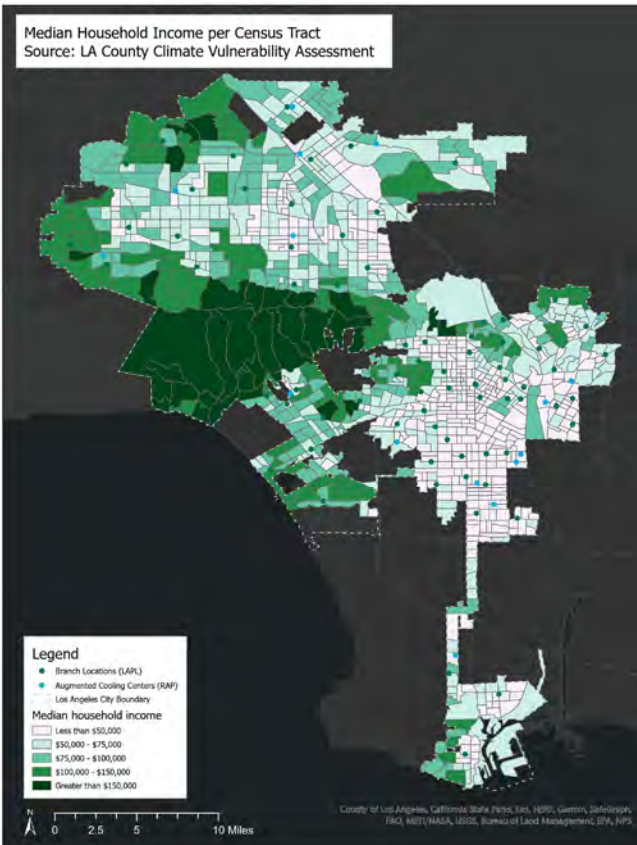 Median Household Income per Census Tract
Source: LA County Climate Vulnerability Assessment
Legend
Branch Locations (LAPL)
Augmented Cooling Centers (RAP)
Los Angeles City Boundary
Median household income
Less than $50,000
$50,000 - $75,000
$75,000 - $100,000
$100,000 - $150,000
Greater than $150,000
N
0 2.5 5 10 Miles
County of Los Angeles, California State Parks, Esri, HERE, Garmin, SafeGraph,
FAO, METI/NASA, USGS, Bureau of Land Management, EPA, NPS